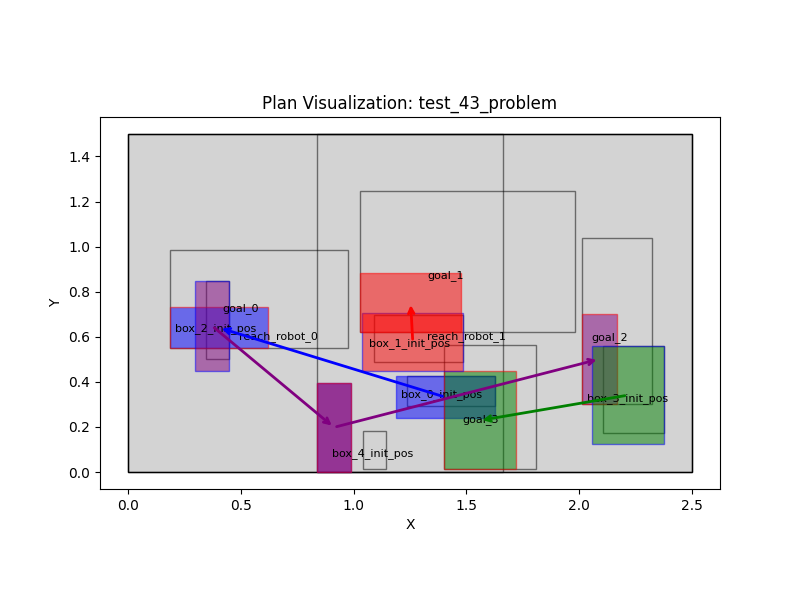 Plan Visualization: test_43_problem
1.4
1.2
1.0
0.8
0.6
0.4
0.2
0.0
Y
goal_1
goal_0
box_2_init_pos
reach_robot_0
reach_robot_1
box_1_init_pos
goal_2
box_0_init_pos
box_3_init_pos
goal_3
box_4_init_pos
0.0 0.5 1.0 1.5 2.0 2.5
X